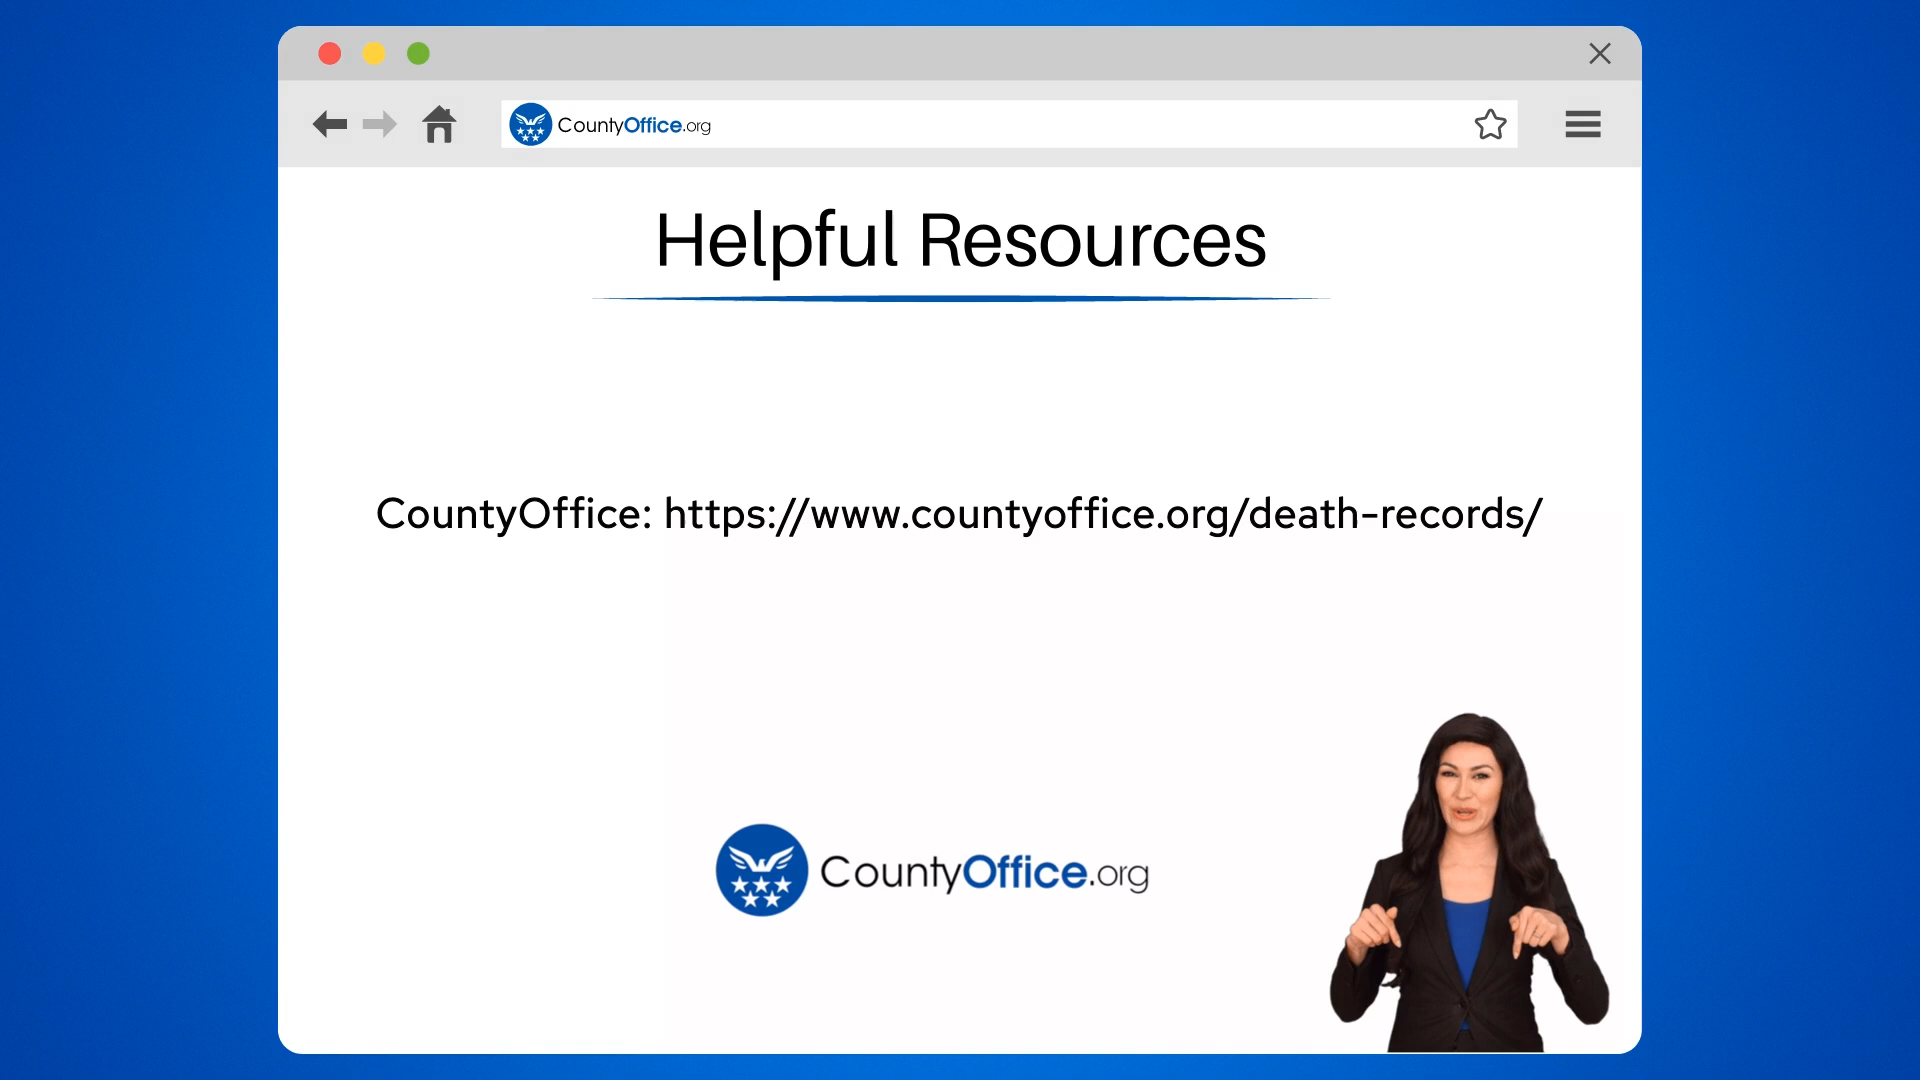 CountyOffice.org
Helpful Resources
CountyOffice: https://www.countyoffice.org/death-records/
CountyOffice.org